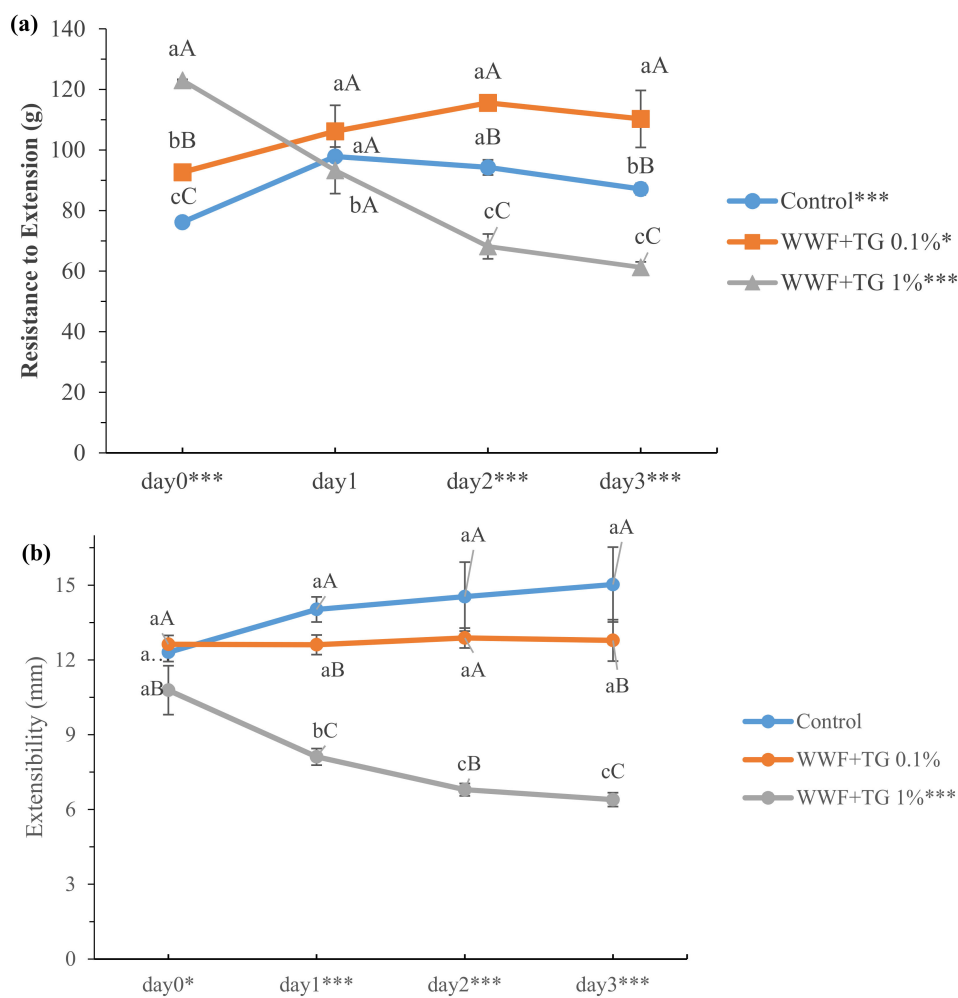 (a)
Resistance to Extension (g)
140
120
100
80
60
40
20
0
aA
bB
cC
aA
aA
bA
aA
aB
cC
aA
bB
cC
day0***
day1
day2***
day3***
Control***
WWF+TG 0.1%*
WWF+TG 1%***
(b)
Extensibility (mm)
15
12
9
6
3
0
aA
a…
aB
aA
aB
bC
aA
aA
cB
aA
aB
cC
day0*
day1***
day2***
day3***
Control
WWF+TG 0.1%
WWF+TG 1%***